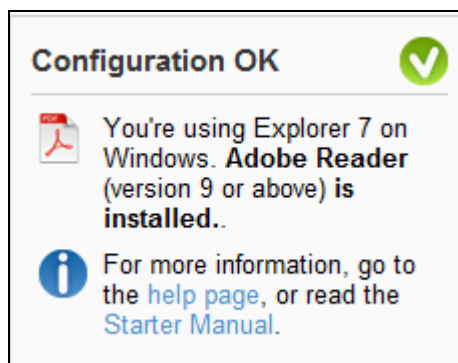 Configuration OK
PDF
You're using Explorer 7 on
Windows. Adobe Reader
(version 9 or above) is
installed..
For more information, go to
the help page, or read the
Starter Manual.